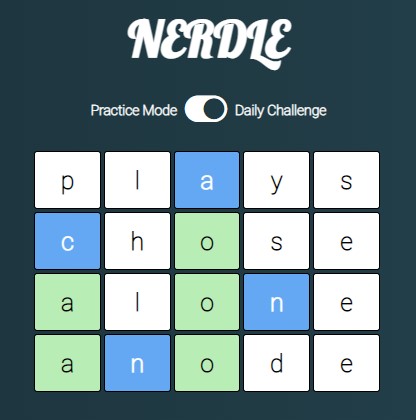 NERDLE
Practice Mode Daily Challenge
p l a y s
c h o s e
a l o n e
a n o d e